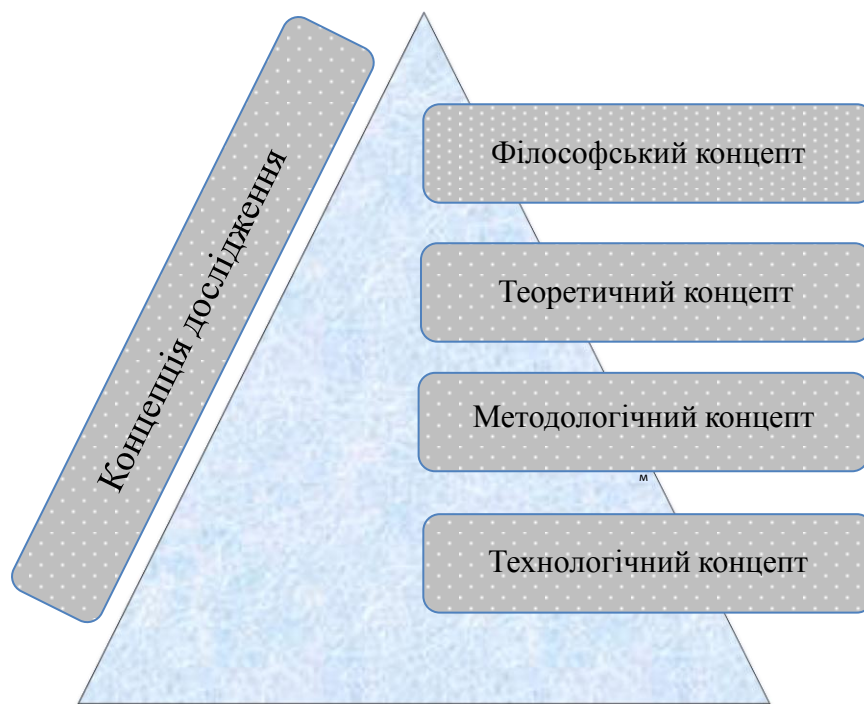 Концепція дослідження
Філософський концепт
Теоретичний концепт
Методологічний концепт
м
Технологічний концепт